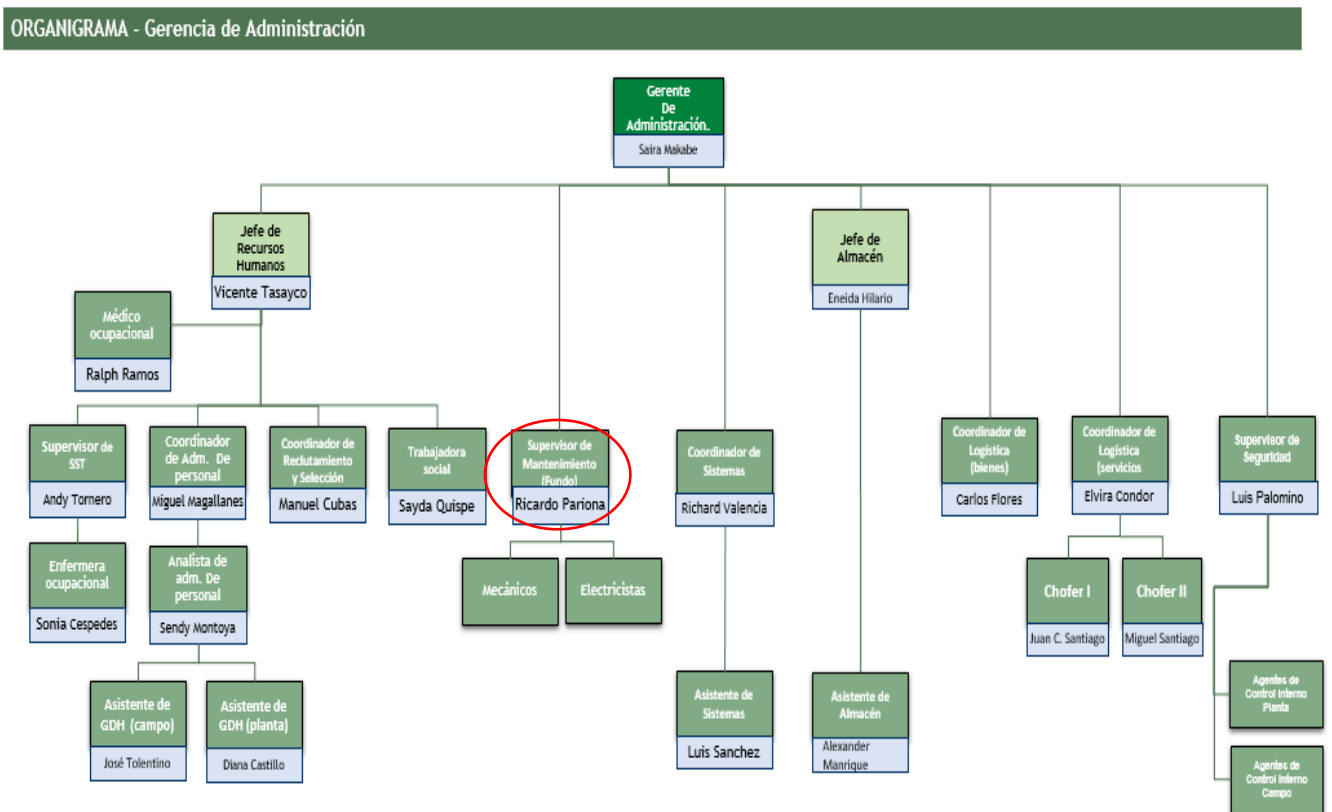 ORGANIGRAMA - Gerencia de Administración
Gerente
De
Administración.
Saira Makabe
Jefe de
Recursos
Humanos
Vicente Tasayco
Jefe de
Almacén
Eneida Hilario
Médico
ocupacional
Ralph Ramos
Supervisor de
SST
Andy Tornero
Coordinador
de Adm. De
personal
Miguel Magallanes
Coordinador de
Reclutamiento
y Selección
Manuel Cubas
Trabajadora
social
Sayda Quispe
Supervisor de
Mantenimiento
(Fundo)
Ricardo Pariona
Coordinador de
Sistemas
Richard Valencia
Coordinador de
Logística
(bienes)
Carlos Flores
Coordinador de
Logística
(servicios
Elvira Condor
Supervisor de
Seguridad
Luis Palomino
Enfermera
ocupacional
Sonia Cespedes
Analista de
adm. De
personal
Sendy Montoya
Mecánicos
Electricistas
Chofer I
Juan C. Santiago
Chofer II
Miguel Santiago
Asistente de
GDH (campo)
José Tolentino
Asistente de
GDH (planta)
Diana Castillo
Asistente de
Sistemas
Luis Sanchez
Asistente de
Almacén
Alexander
Manrique
Agentes de
Control Interno
Planta
Agentes de
Control Interno
Campo